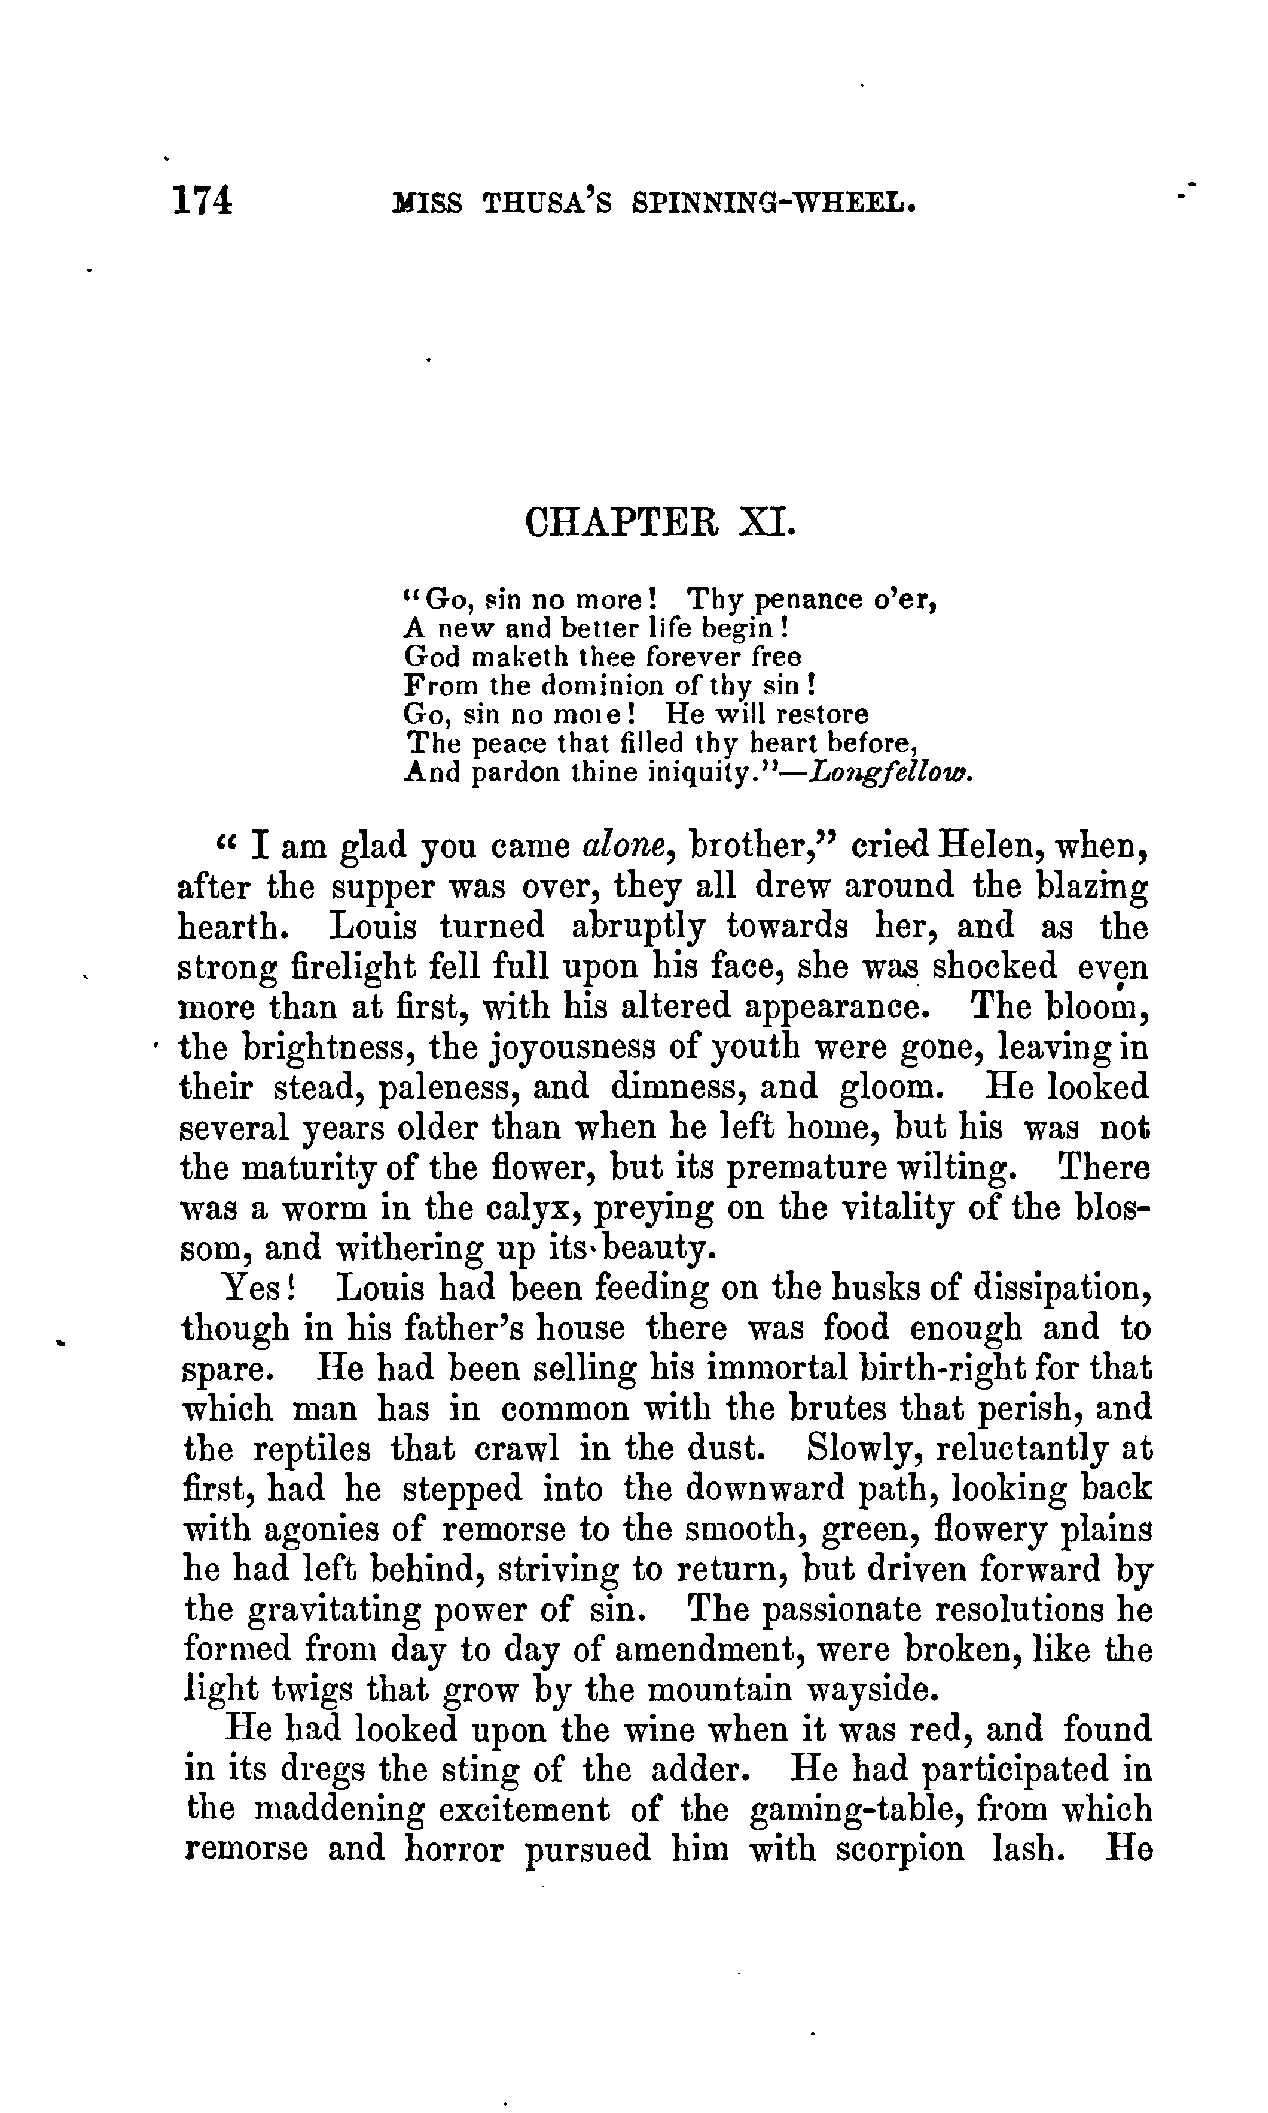 174 MISS THUSA'S SPINNING-WHEEL.
CHAPTER XI.
"Go, sin no more! Thy penance o'er,
A new and better life begin!
God maketh thee forever free
From the dominion of thy sin!
Go, sin no more! He will restore
The peace that filled thy heart before,
And pardon thine iniquity."—Longfellow.
"I am glad you came alone, brother," cried Helen, when,
after the supper was over, they all drew around the blazing
hearth. Louis turned abruptly towards her, and as the
strong firelight fell full upon his face, she was shocked even
more than at first, with his altered appearance. The bloom,
the brightness, the joyousness of youth were gone, leaving in
their stead, paleness, and dimness, and gloom. He looked
several years older than when he left home, but his was not
the maturity of the flower, but its premature wilting. There
was a worm in the calyx, preying on the vitality of the blos-
som, and withering up its beauty.
Yes! Louis had been feeding on the husks of dissipation,
though in his father's house there was food enough and to
spare. He had been selling his immortal birth-right for that
which man has in common with the brutes that perish, and
the reptiles that crawl in the dust. Slowly, reluctantly at
first, had he stepped into the downward path, looking back
with agonies of remorse to the smooth, green, flowery plains
he had left behind, striving to return, but driven forward by
the gravitating power of sin. The passionate resolutions he
formed from day to day of amendment, were broken, like the
light twigs that grow by the mountain wayside.
He had looked upon the wine when it was red, and found
in its dregs the sting of the adder. He had participated in
the maddening excitement of the gaming-table, from which
remorse and horror pursued him with scorpion lash. He